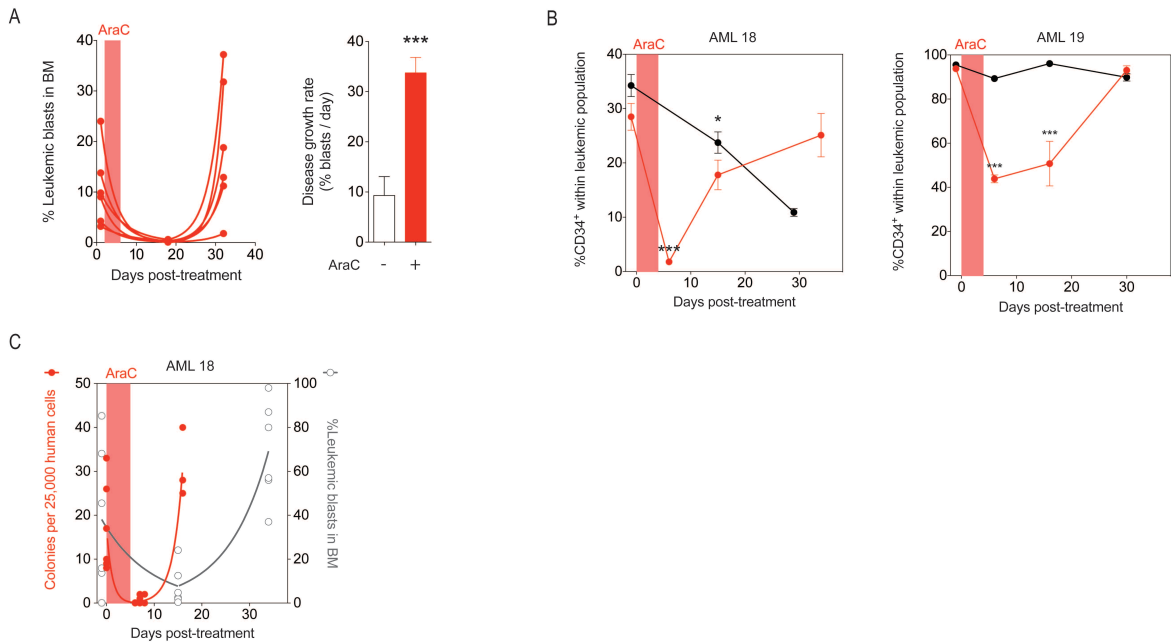 A
AraC
% Leukemic blasts in BM
40
30
20
10
0
0 10 20 30 40
Days post-treatment
Disease growth rate
(% blasts / day)
40
30
20
10
0
***
AraC - +
B
AraC
AML 18
%CD34+ within leukemic population
40
30
20
10
0
*
***
0 10 20 30
Days post-treatment
AML 19
AraC
%CD34+ within leukemic population
100
80
60
40
20
0
***
***
0 10 20 30
Days post-treatment
C
AML 18
AraC
Colonies per 25,000 human cells
50
40
30
20
10
0
100
80
60
40
20
0
%Leukemic blasts in BM
0 10 20 30
Days post-treatment